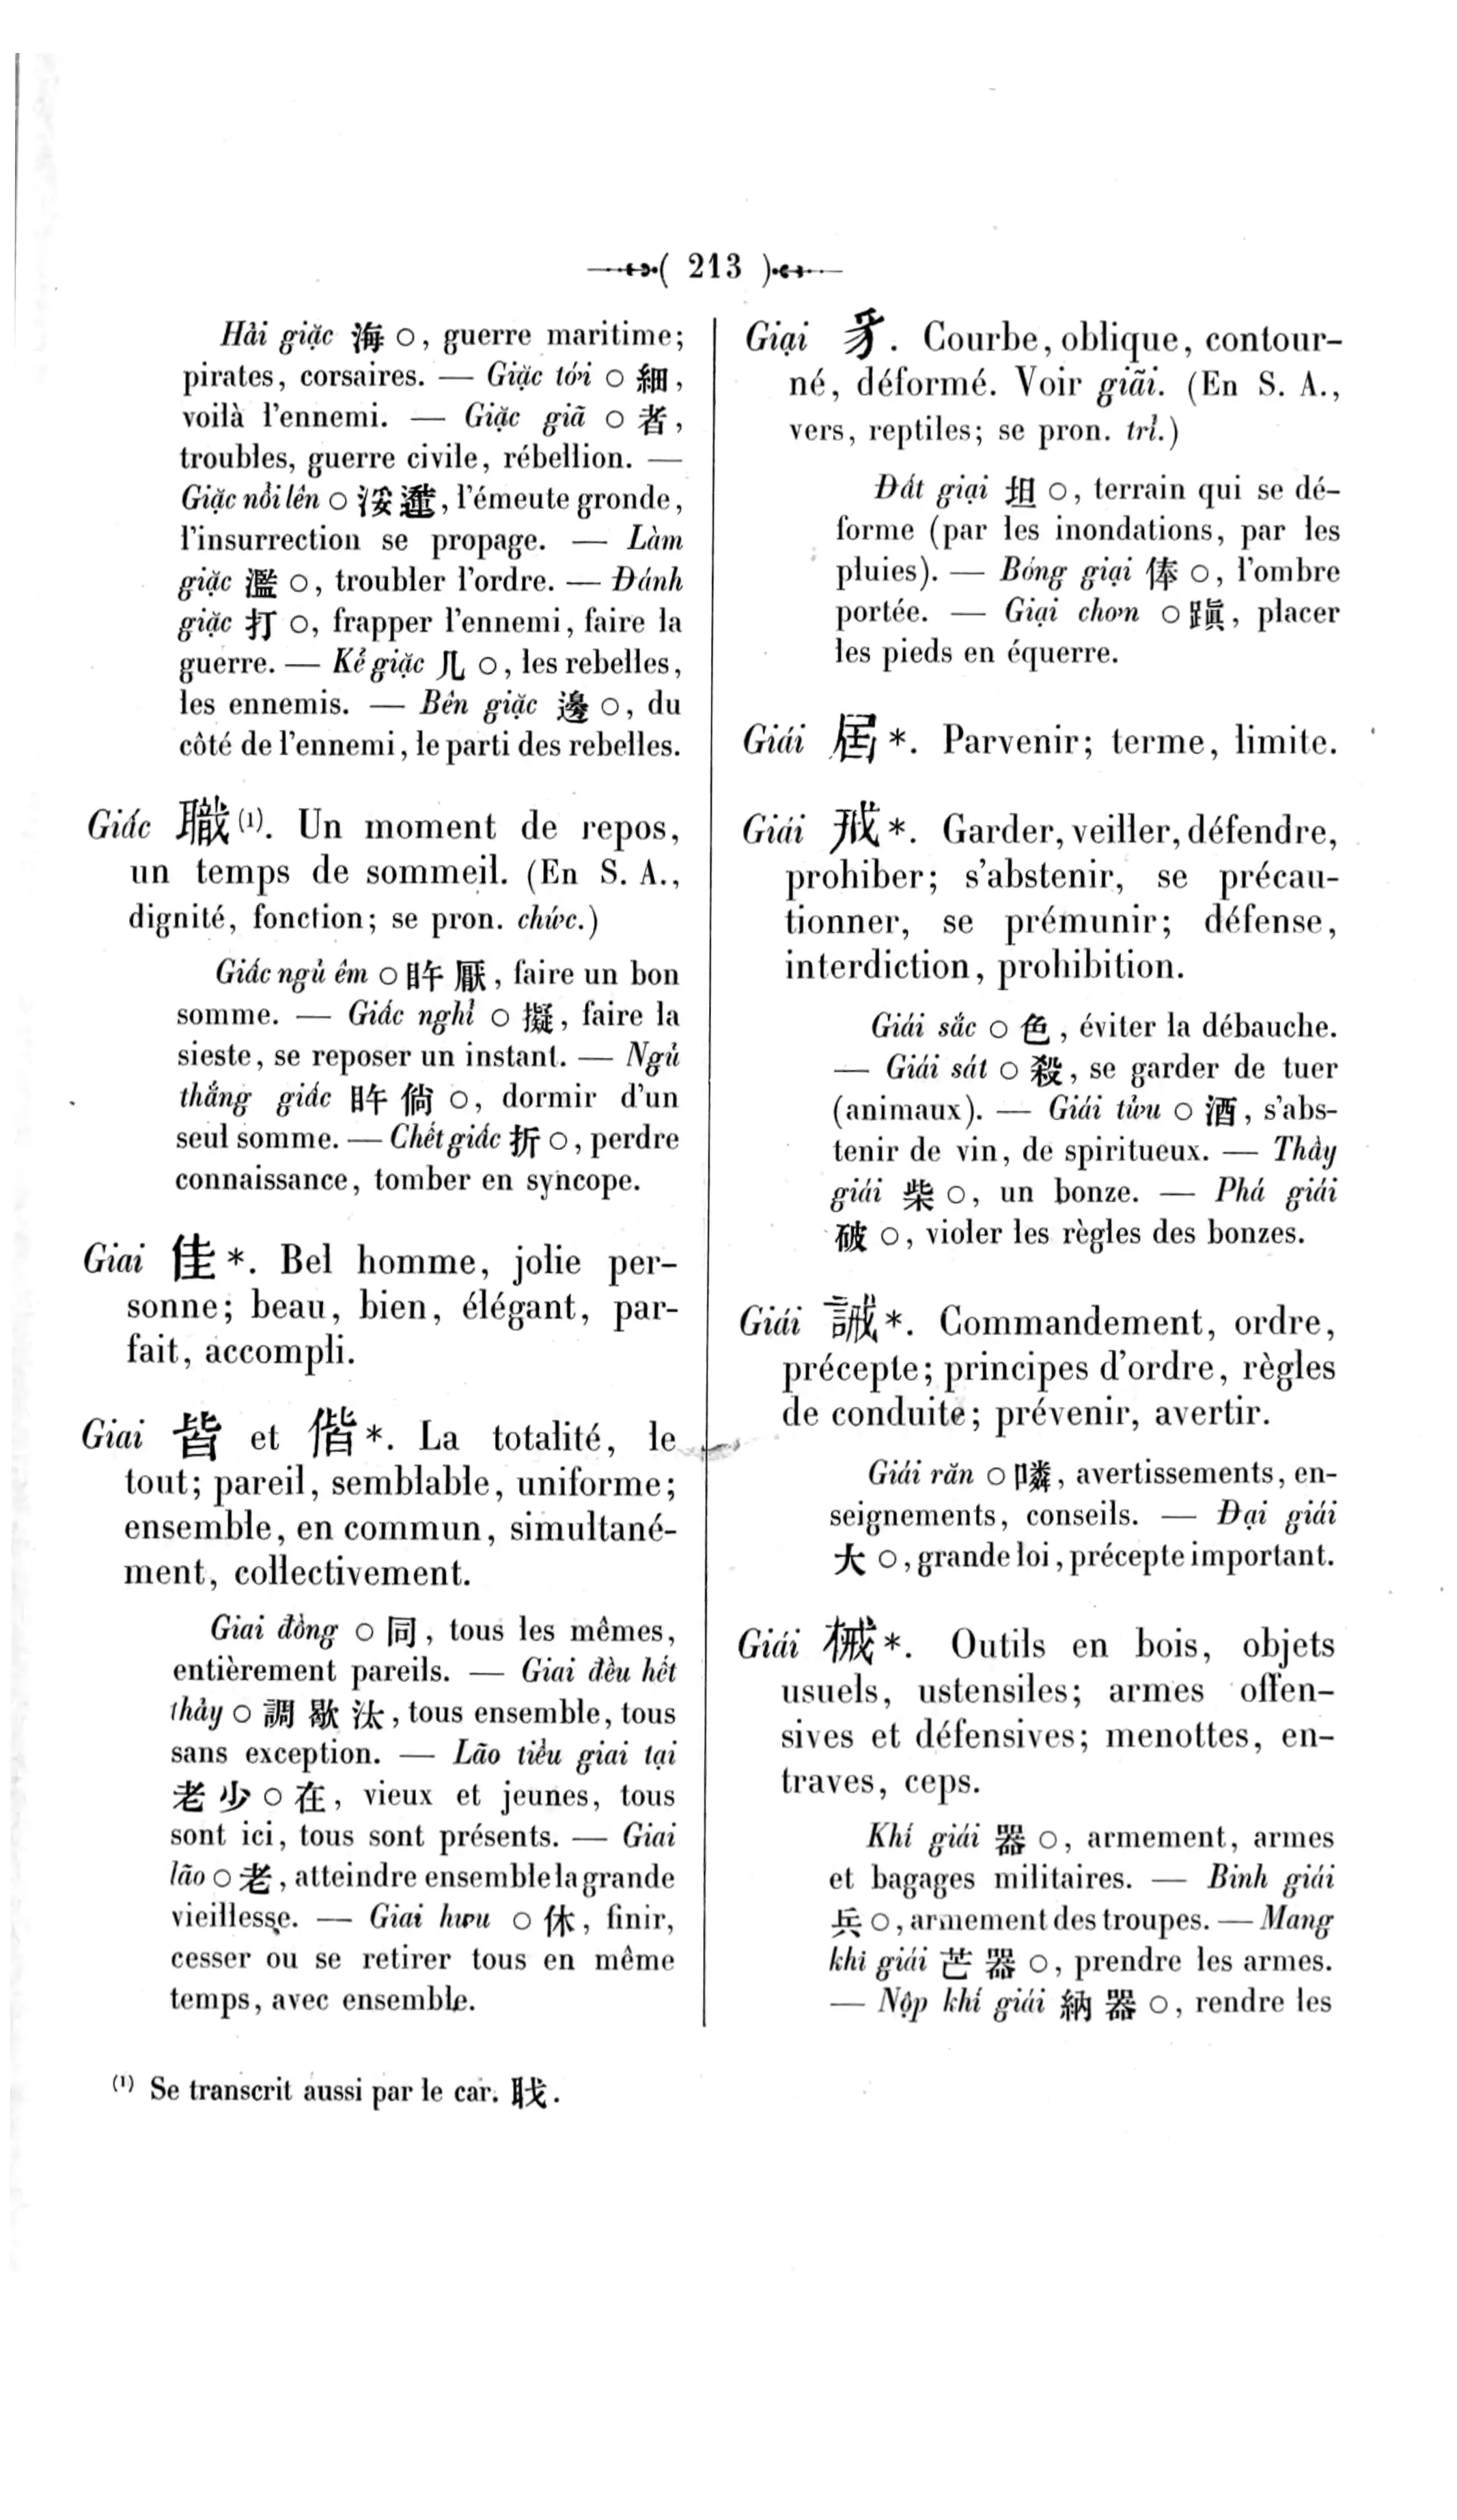 ( 213 )
Hải giặc 海 ○, guerre maritime;
pirates, corsaires. — Giặc tới ○ 細,
voilà l'ennemi. — Giặc giã ○ 者,
troubles, guerre civile, rébellion. —
Giặc nổi lên ○ 浽 𨖲, l'émeute gronde,
l'insurrection se propage. — Làm
giặc 濫 ○, troubler l'ordre. — Đánh
giặc 打 ○, frapper l'ennemi, faire la
guerre. — Kẻ giặc 几 ○, les rebelles,
les ennemis. — Bên giặc 邊 ○, du
côté de l'ennemi, le parti des rebelles.
Giấc 職 (1). Un moment de repos,
un temps de sommeil. (En S. A.,
dignité, fonction; se pron. chức.)
Giấc ngủ êm ○ 𥄬 厭, faire un bon
somme. — Giấc nghỉ ○ 擬, faire la
sieste, se reposer un instant. — Ngủ
thẳng giấc 𥄬 倘 ○, dormir d'un
seul somme. — Chết giấc 折 ○, perdre
connaissance, tomber en syncope.
Giai 佳 *. Bel homme, jolie per-
sonne; beau, bien, élégant, par-
fait, accompli.
Giai 皆 et 偕 *. La totalité, le
tout; pareil, semblable, uniforme;
ensemble, en commun, simultané-
ment, collectivement.
Giai đồng ○ 同, tous les mêmes,
entièrement pareils. — Giai đều hết
thảy ○ 調 歇 汰, tous ensemble, tous
sans exception. — Lão tiểu giai tại
老 少 ○ 在, vieux et jeunes, tous
sont ici, tous sont présents. — Giai
lão ○ 老, atteindre ensemble la grande
vieillesse. — Giai hưu ○ 休, finir,
cesser ou se retirer tous en même
temps, avec ensemble.
(1) Se transcrit aussi par le car. 聀.
Giại 豸. Courbe, oblique, contour-
né, déformé. Voir giãi. (En S. A.,
vers, reptiles; se pron. trỉ.)
Đất giại 坦 ○, terrain qui se dé-
forme (par les inondations, par les
pluies). — Bóng giại 俸 ○, l'ombre
portée. — Giại chơn ○ 蹎, placer
les pieds en équerre.
Giái 届 *. Parvenir; terme, limite.
Giái 戒 *. Garder, veiller, défendre,
prohiber; s'abstenir, se précau-
tionner, se prémunir; défense,
interdiction, prohibition.
Giái sắc ○ 色, éviter la débauche.
— Giái sát ○ 殺, se garder de tuer
(animaux). — Giái tửu ○ 酒, s'abs-
tenir de vin, de spiritueux. — Thầy
giái 柴 ○, un bonze. — Phá giái
破 ○, violer les règles des bonzes.
Giái 誡 *. Commandement, ordre,
précepte; principes d'ordre, règles
de conduite; prévenir, avertir.
Giái răn ○ 噒, avertissements, en-
seignements, conseils. — Đại giái
大 ○, grande loi, précepte important.
Giái 械 *. Outils en bois, objets
usuels, ustensiles; armes offen-
sives et défensives; menottes, en-
traves, ceps.
Khí giái 器 ○, armement, armes
et bagages militaires. — Binh giái
兵 ○, armement des troupes. — Mang
khi giái 芒 器 ○, prendre les armes.
— Nộp khí giái 納 器 ○, rendre les